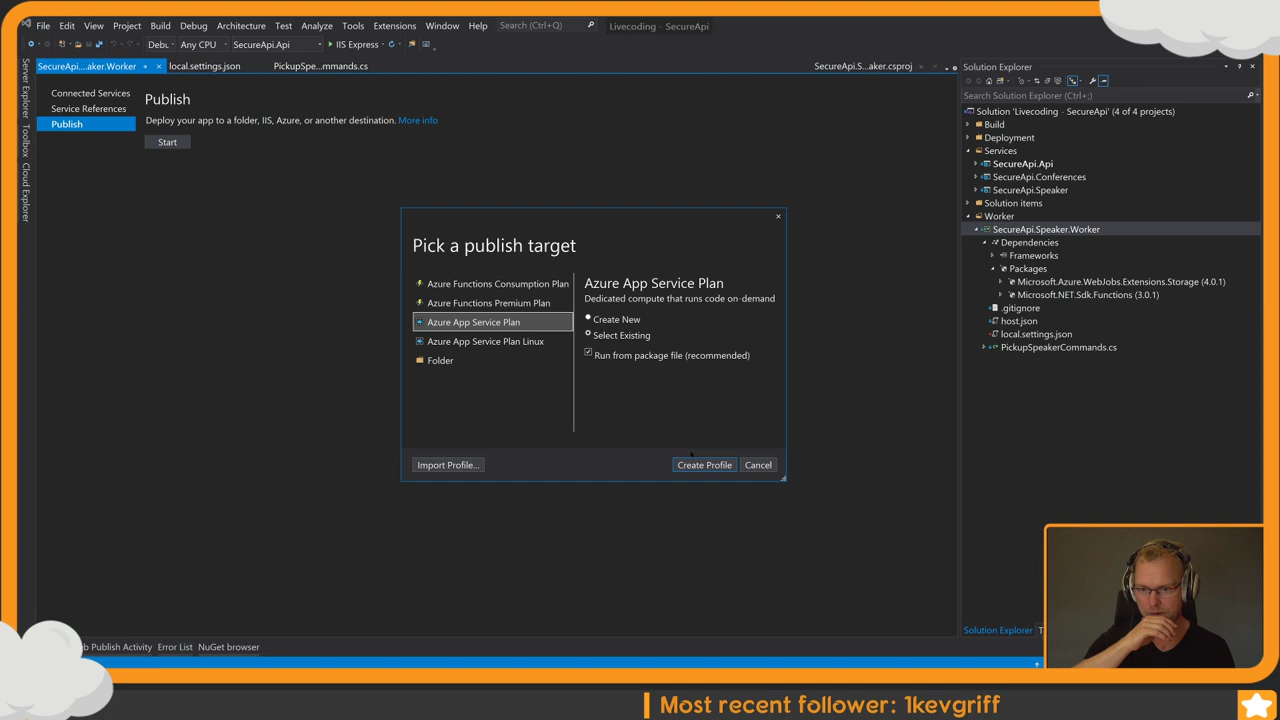 File Edit View Project Build Debug Architecture Test Analyze Tools Extensions Window Help Search (Ctrl+Q) Livecoding - SecureApi
Any CPU SecureApi.Api IIS Express
SecureApi....aker.Worker local.settings.json PickupSpe...mmands.cs SecureApi.S...aker.csproj
Server Explorer
Toolbox
Cloud Explorer
Connected Services
Service References
Publish
Publish
Deploy your app to a folder, IIS, Azure, or another destination. More info
Start
Pick a publish target
Azure Functions Consumption Plan
Azure Functions Premium Plan
Azure App Service Plan
Azure App Service Plan Linux
Folder
Azure App Service Plan
Dedicated compute that runs code on-demand
Create New
Select Existing
Run from package file (recommended)
Import Profile...
Create Profile
Cancel
Solution Explorer
Search Solution Explorer (Ctrl+;)
Solution 'Livecoding - SecureApi' (4 of 4 projects)
Build
Deployment
Services
SecureApi.Api
SecureApi.Conferences
SecureApi.Speaker
Solution items
Worker
SecureApi.Speaker.Worker
Dependencies
Frameworks
Packages
Microsoft.Azure.WebJobs.Extensions.Storage (4.0.1)
Microsoft.NET.Sdk.Functions (3.0.1)
.gitignore
host.json
local.settings.json
PickupSpeakerCommands.cs
Solution Explorer
Publish Activity Error List NuGet browser
Most recent follower: 1kevgriff